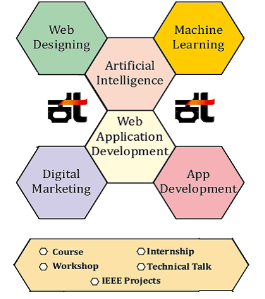 Web
Designing
Machine
Learning
Artificial
Intelligence
Web
Application
Development
Digital
Marketing
App
Development
Course
Internship
Workshop
Technical Talk
IEEE Projects